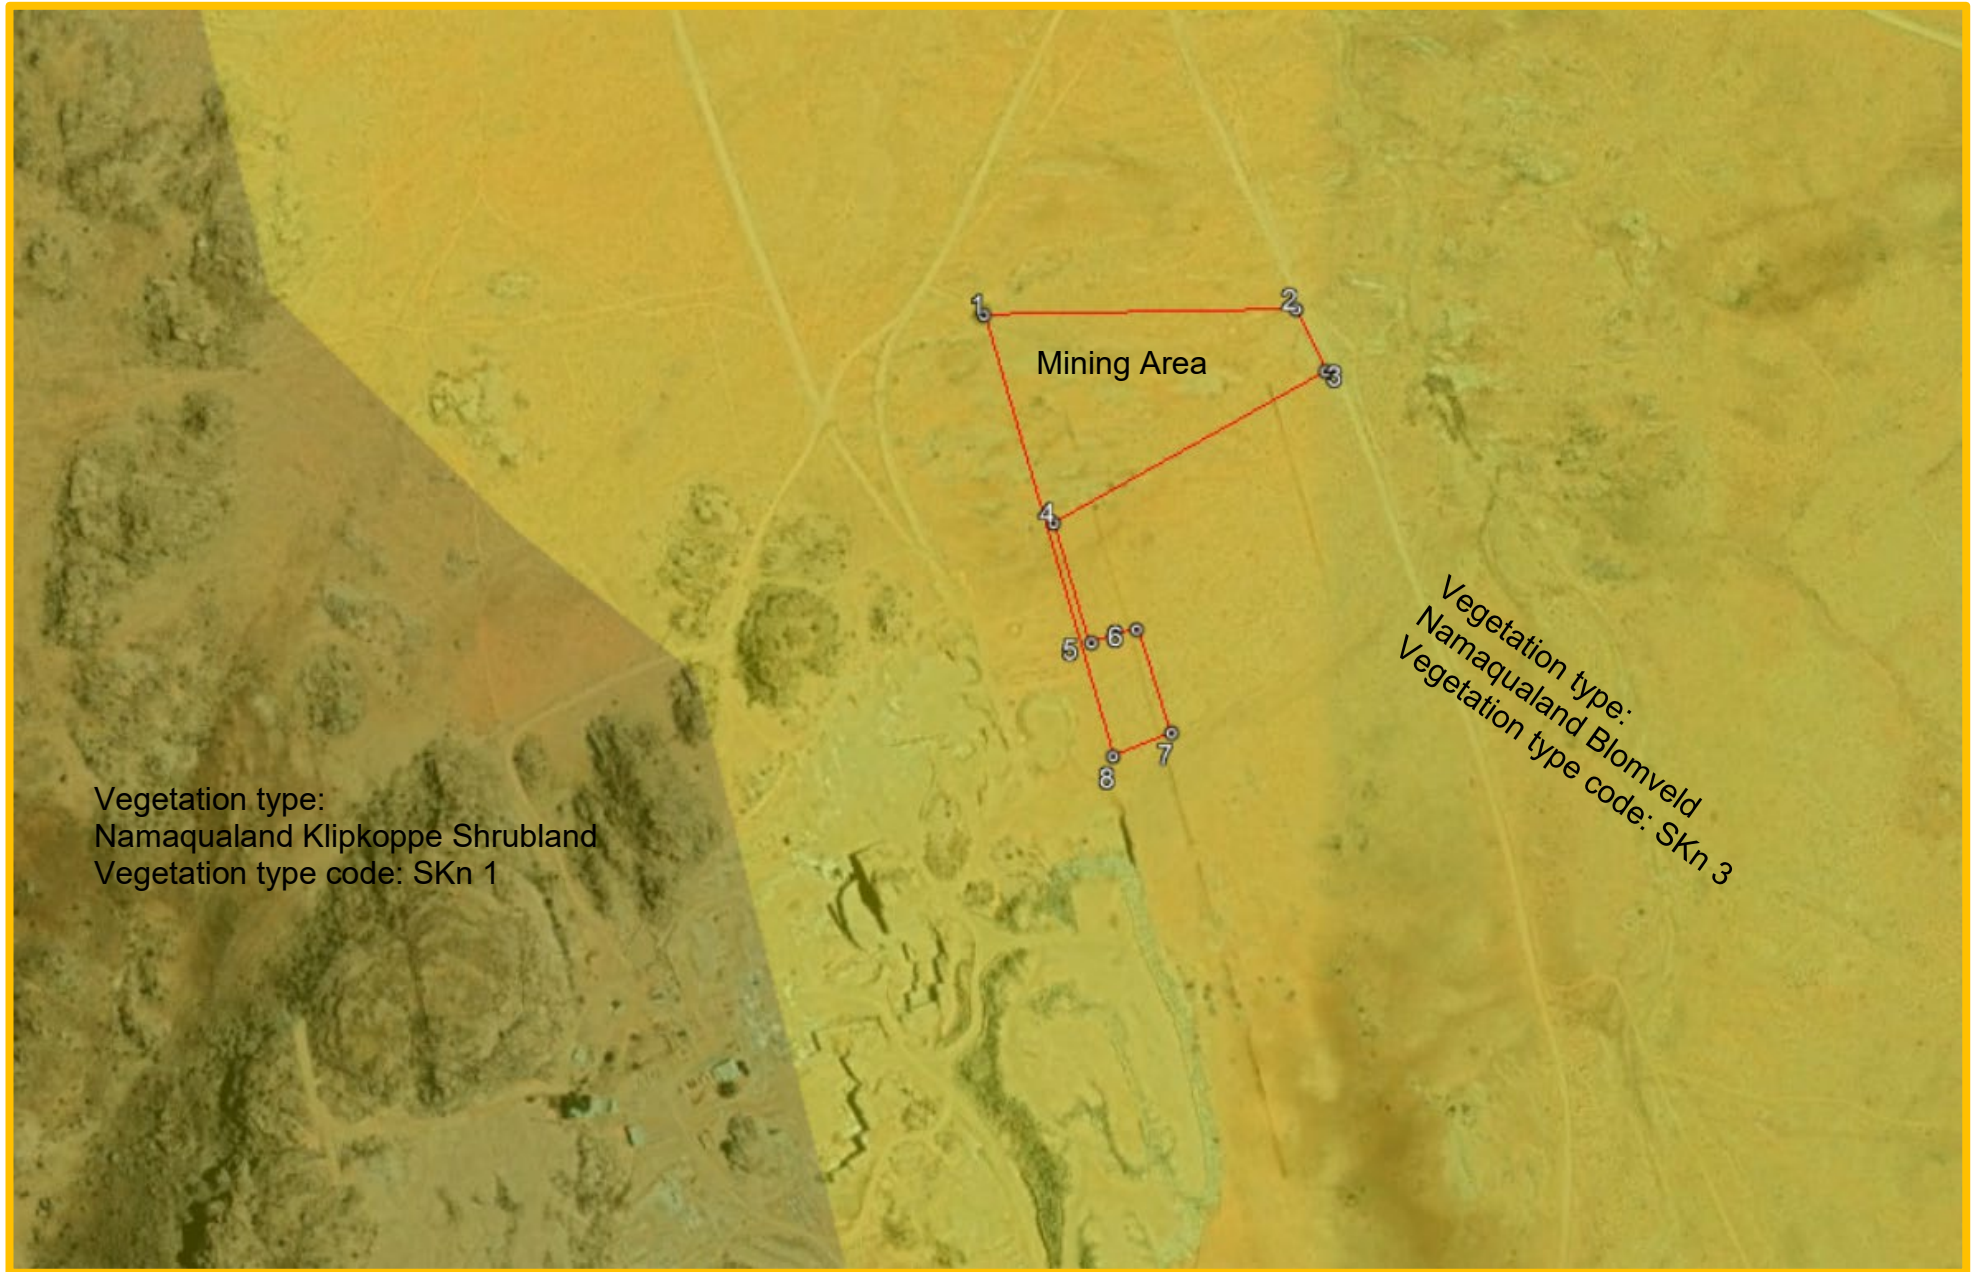 1
2
Mining Area
3
4
5
6
7
8
Vegetation type:
Namaqualand Blomveld
Vegetation type code: SKn 3
Vegetation type:
Namaqualand Klipkoppe Shrubland
Vegetation type code: SKn 1